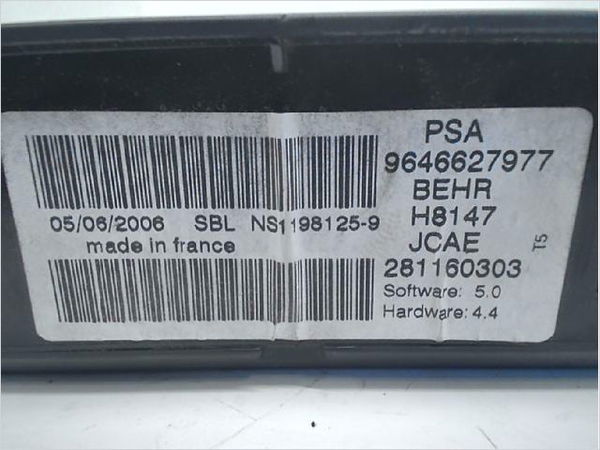 PSA
9646627977
BEHR
H8147
JCAE
281160303
Software: 5.0
Hardware: 4.4
T5
05/06/2006 SBL NS1198125-9
made in france